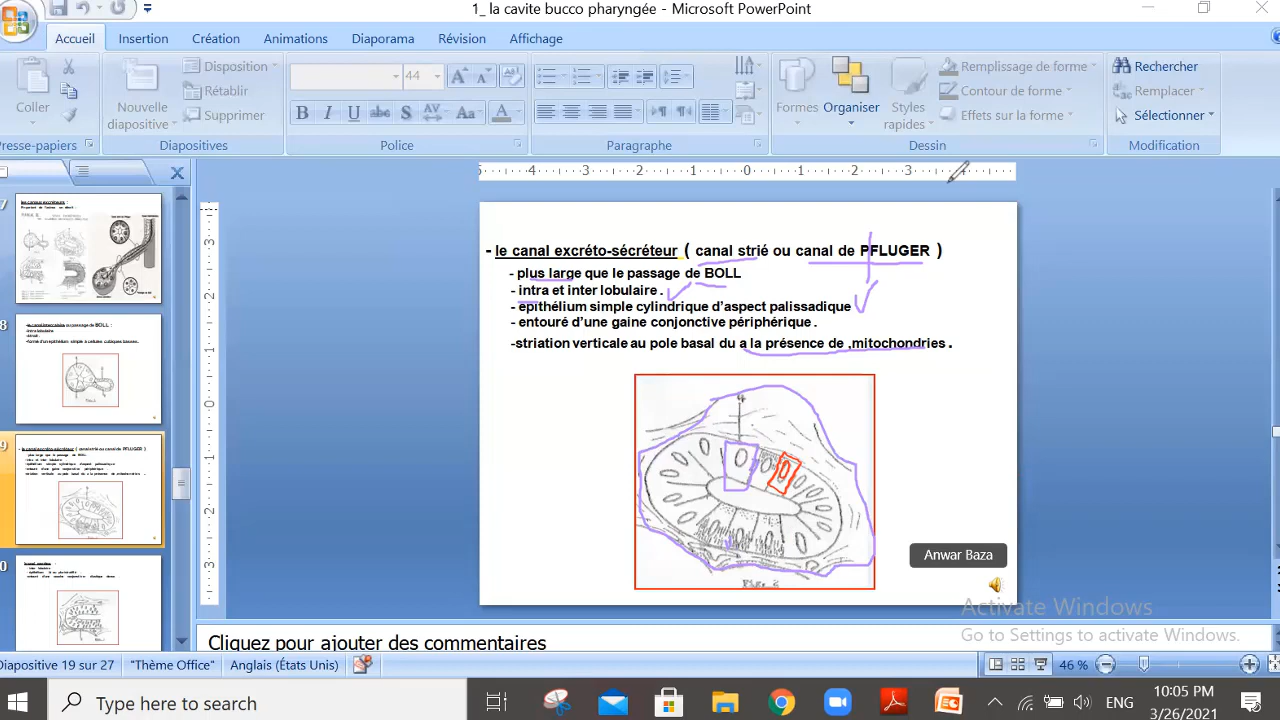 1_ la cavite bucco pharyngée - Microsoft PowerPoint
Accueil Insertion Création Animations Diaporama Révision Affichage
Coller
Presse-papiers
Nouvelle diapositive
Disposition
Rétablir
Supprimer
Diapositives
44
Police
Paragraphe
Formes
Organiser
Styles rapides
Remplissage de forme
Contour de forme
Effets sur la forme
Dessin
Rechercher
Remplacer
Sélectionner
Modification
- le canal excréto-sécréteur ( canal strié ou canal de PFLUGER )
- plus large que le passage de BOLL
- intra et inter lobulaire .
- epithélium simple cylindrique d’aspect palissadique
- entouré d’une gaine conjonctive périphérique .
-striation verticale au pole basal du a la présence de ,mitochondries .
Fig. 2
Anwar Baza
Activate Windows
Go to Settings to activate Windows.
Cliquez pour ajouter des commentaires
Diapositive 19 sur 27 "Thème Office" Anglais (États Unis) 46 %
Type here to search
ENG
10:05 PM
3/26/2021